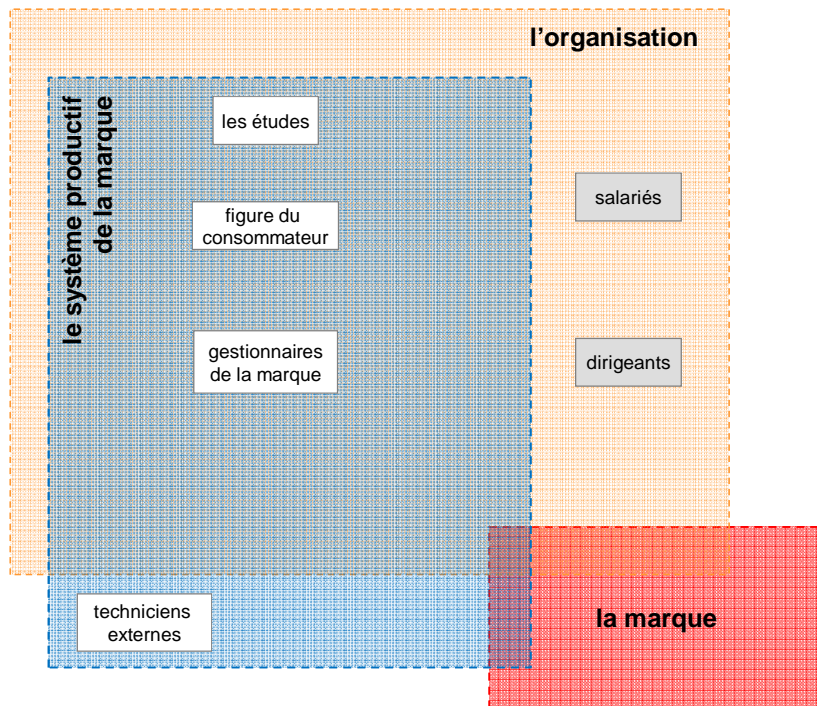 l'organisation
le système productif
de la marque
les études
salariés
figure du
consommateur
gestionnaires
de la marque
dirigeants
techniciens
externes
la marque